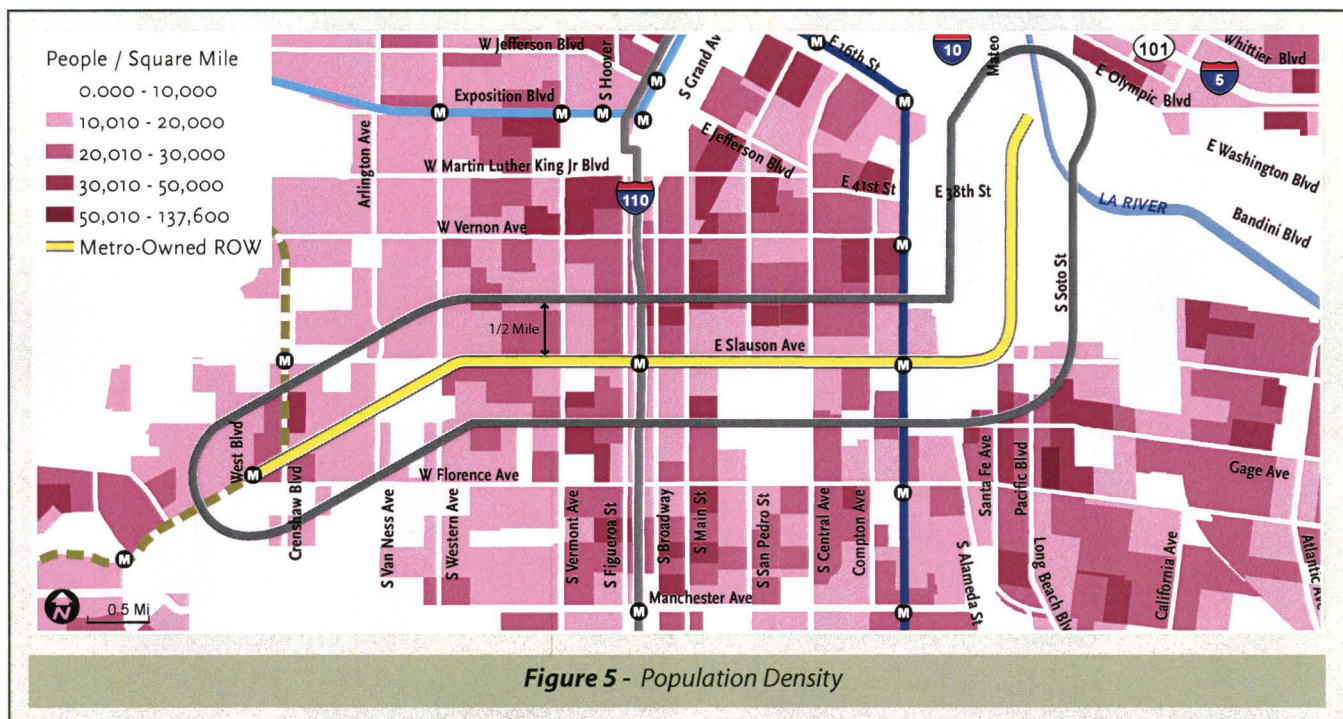 People / Square Mile
0.000 - 10,000
10,010 - 20,000
20,010 - 30,000
30,010 - 50,000
50,010 - 137,600
Metro-Owned ROW
W Jefferson Blvd
S Hoover
S Grand Av
E 16th St
M
10
Mateo
101
Whittier Blvd
5
E Olympic Blvd
Exposition Blvd
M
M
M
M
M
M
Arlington Ave
W Martin Luther King Jr Blvd
E Jefferson Blvd
E 41st St
E 38th St
E Washington Blvd
110
LA RIVER
Bandini Blvd
W Vernon Ave
M
S Soto St
1/2 Mile
E Slauson Ave
M
M
M
West Blvd
M
Crenshaw Blvd
W Florence Ave
Gage Ave
M
M
S Van Ness Ave
S Western Ave
S Vermont Ave
S Figueroa St
S Broadway
S Main St
S San Pedro St
S Central Ave
Compton Ave
S Alameda St
Santa Fe Ave
Pacific Blvd
Long Beach Blv
California Ave
Atlantic Ave
Manchester Ave
M
M
N
0.5 Mi
Figure 5 - Population Density